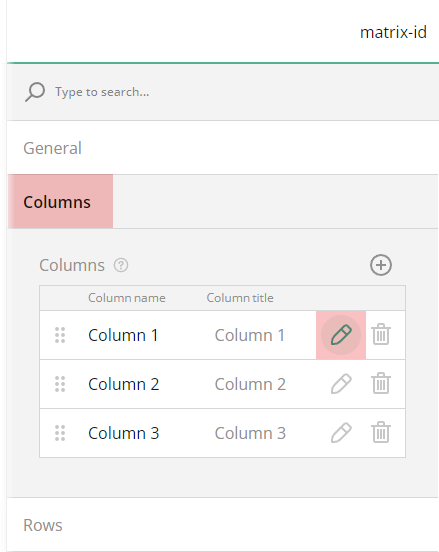 matrix-id
Type to search...
General
Columns
Columns ?
Column name Column title
Column 1 Column 1
Column 2 Column 2
Column 3 Column 3
Rows